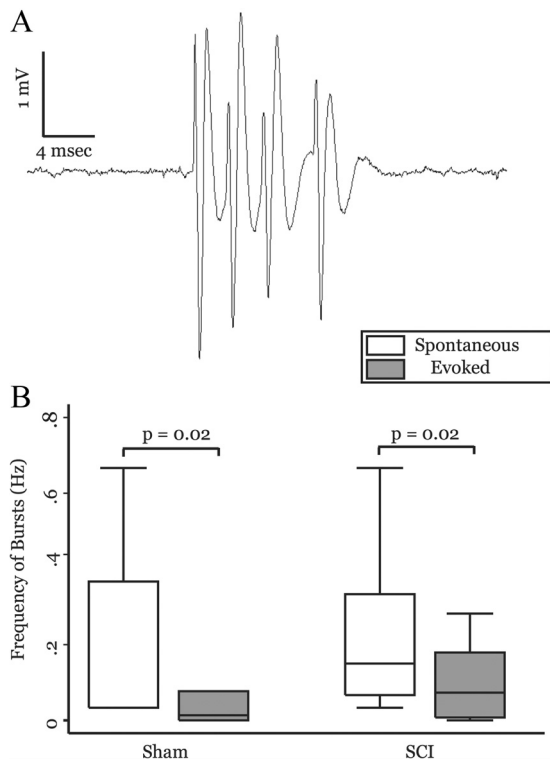 A
1 mV
4 msec
Spontaneous
Evoked
B
Frequency of Bursts (Hz)
.8
.6
.4
.2
0
p = 0.02
p = 0.02
Sham
SCI